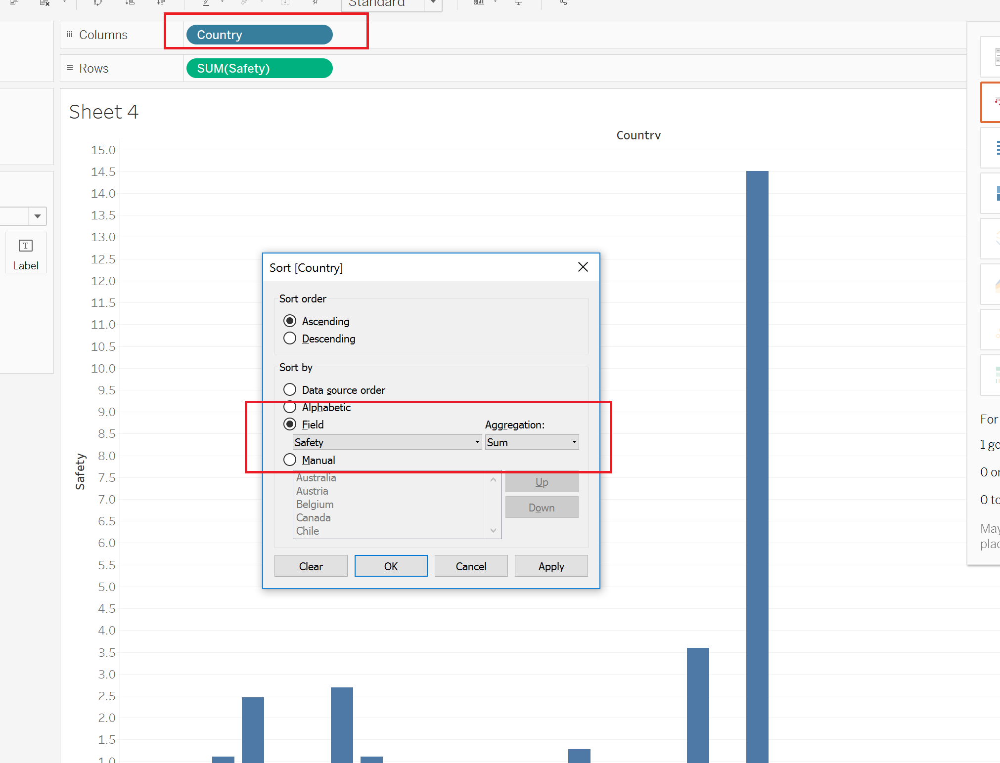 Standard
Columns
Country
Rows
SUM(Safety)
Sheet 4
Country
15.0
14.5
14.0
13.5
13.0
12.5
12.0
11.5
11.0
10.5
10.0
9.5
9.0
8.5
8.0
7.5
7.0
6.5
6.0
5.5
5.0
4.5
4.0
3.5
3.0
2.5
2.0
1.5
1.0
Safety
Label
Sort [Country]
Sort order
Ascending
Descending
Sort by
Data source order
Alphabetic
Field
Aggregation:
Safety
Sum
Manual
Australia
Austria
Belgium
Canada
Chile
Up
Down
Clear
OK
Cancel
Apply
For
1 ge
0 or
0 to
May
plac